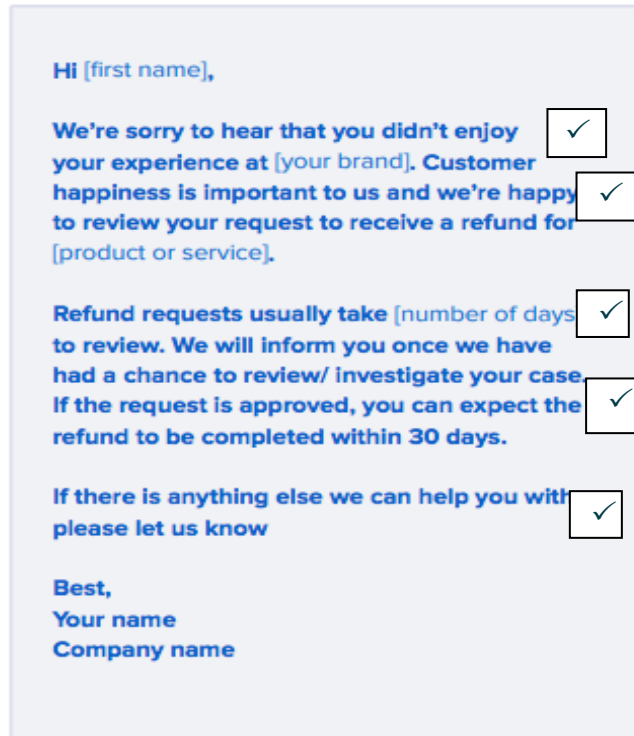 Hi [first name],
We're sorry to hear that you didn't enjoy ✓
your experience at [your brand]. Customer
happiness is important to us and we're happy ✓
to review your request to receive a refund for
[product or service].
Refund requests usually take [number of days ✓
to review. We will inform you once we have
had a chance to review/ investigate your case.
If the request is approved, you can expect the ✓
refund to be completed within 30 days.
If there is anything else we can help you with ✓
please let us know
Best,
Your name
Company name